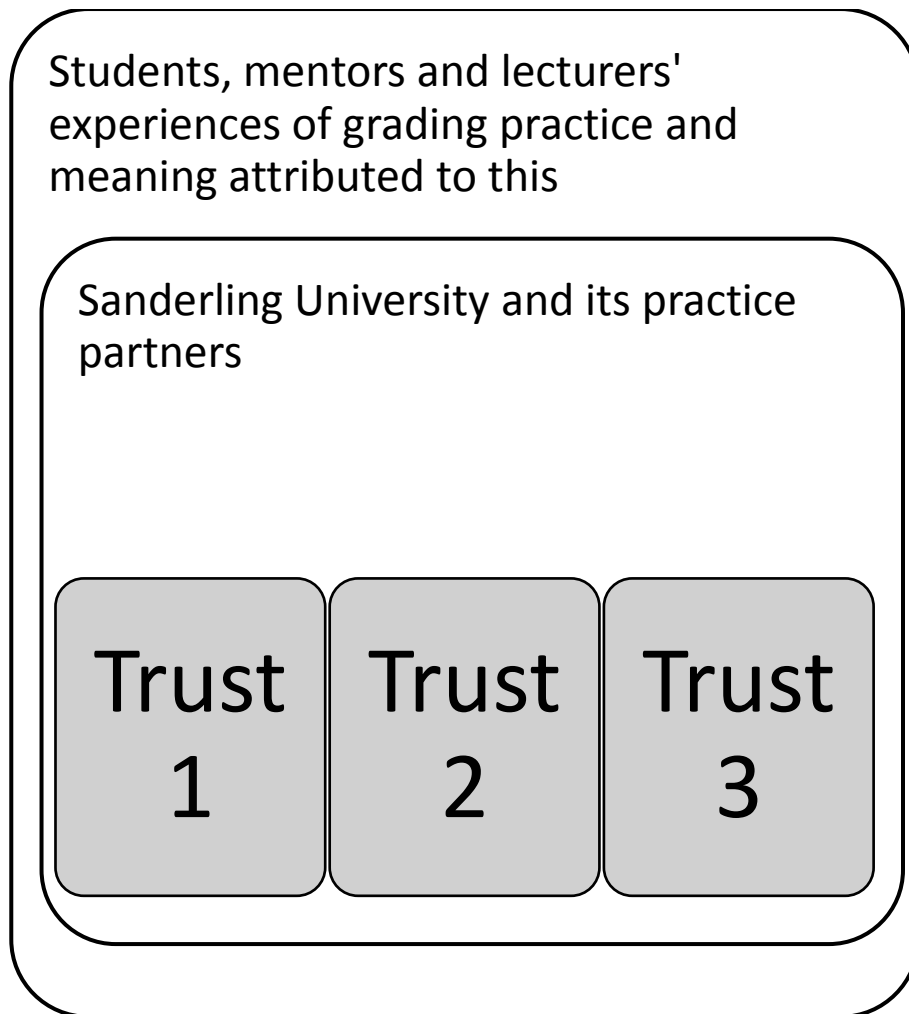 Students, mentors and lecturers'
experiences of grading practice and
meaning attributed to this
Sanderling University and its practice
partners
Trust
1
Trust
2
Trust
3